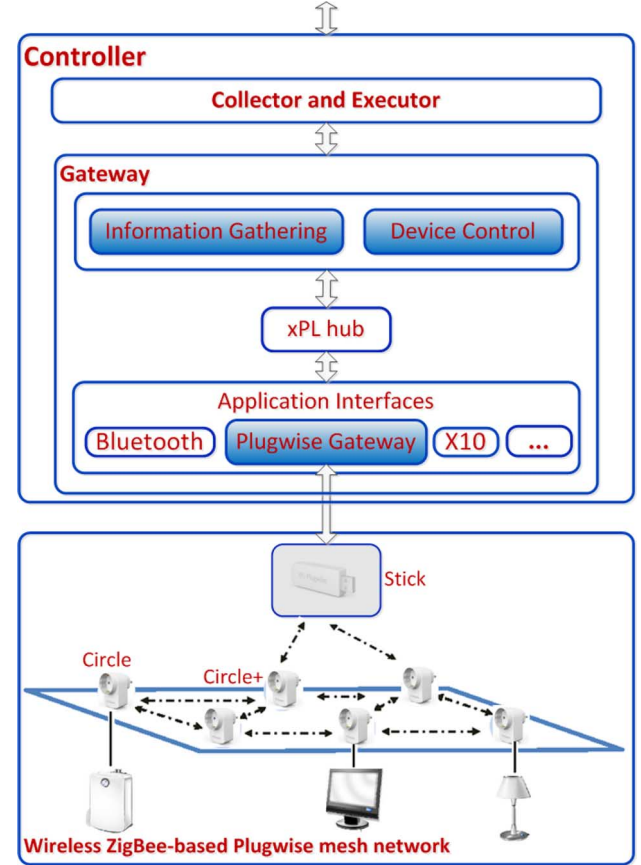 Controller
Collector and Executor
Gateway
Information Gathering
Device Control
xPL hub
Application Interfaces
Bluetooth
Plugwise Gateway
X10
...
Stick
Circle
Circle+
Wireless ZigBee-based Plugwise mesh network